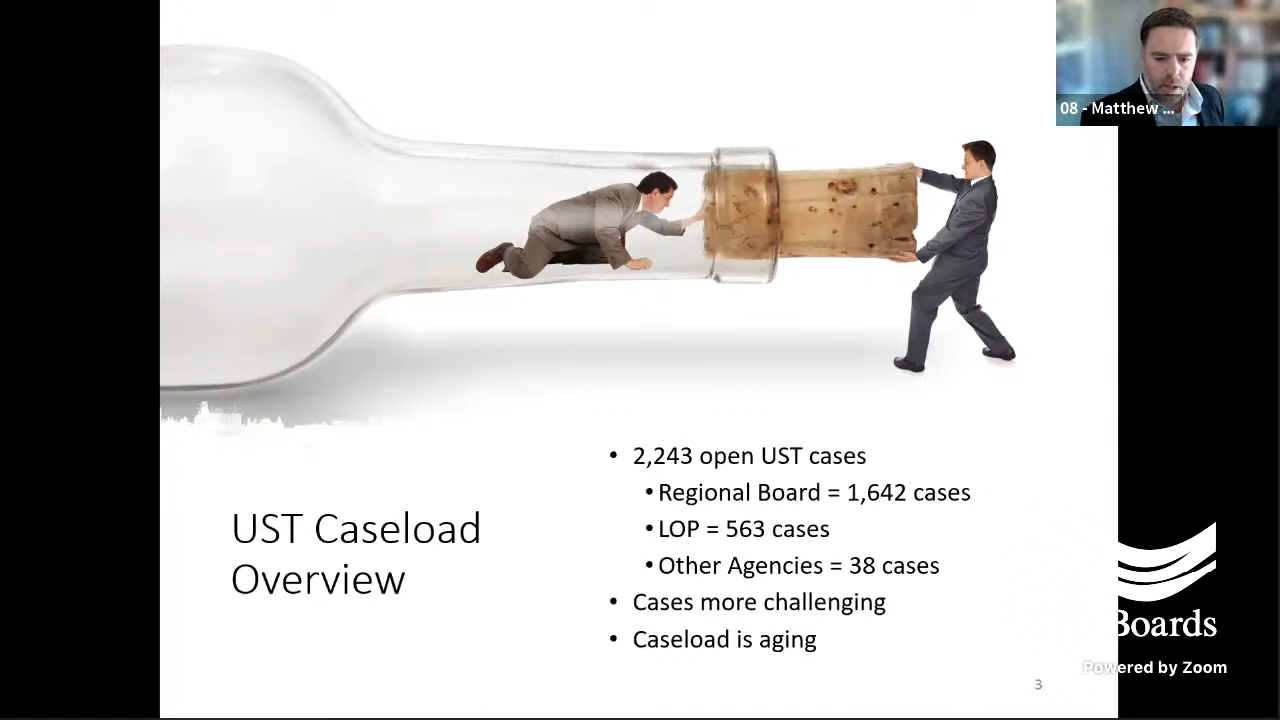 08 - Matthew ...
UST Caseload
Overview
• 2,243 open UST cases
• Regional Board = 1,642 cases
• LOP = 563 cases
• Other Agencies = 38 cases
• Cases more challenging
• Caseload is aging
3
Boards
Powered by Zoom